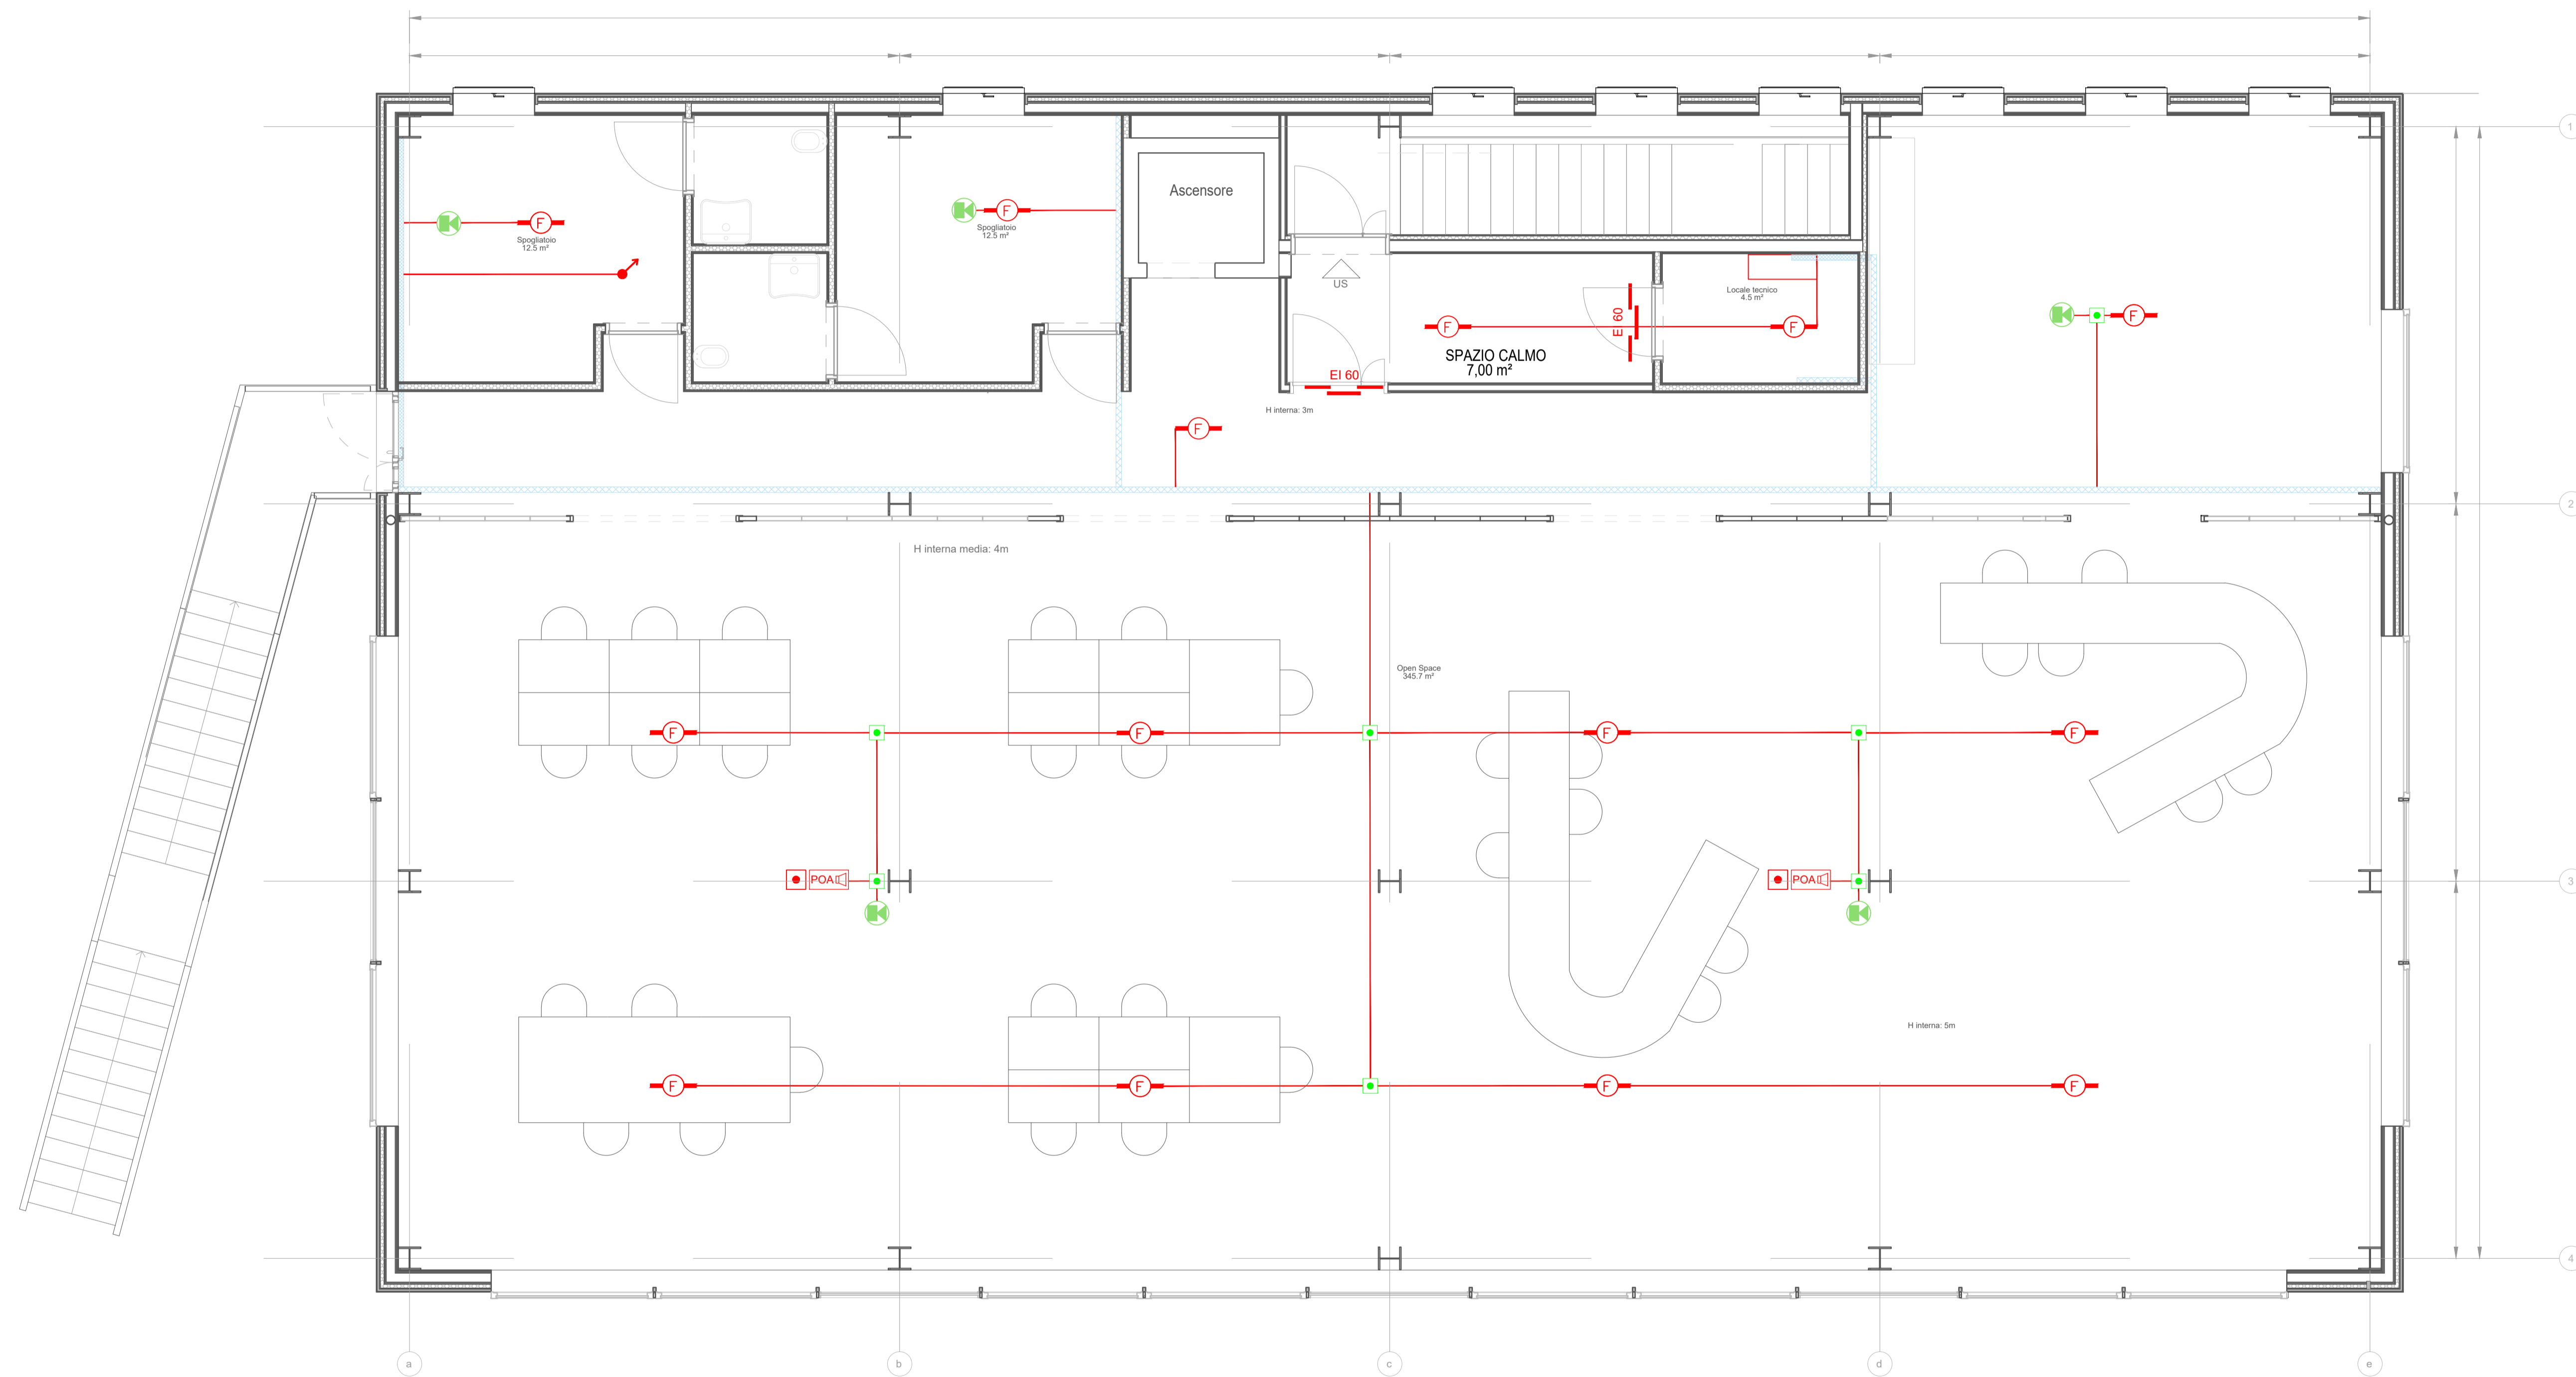 1
F
F
Ascensore
Spogliatoio
12.5 m²
Spogliatoio
12.5 m²
US
Locale tecnico
4.5 m²
F
F
F
EI 60
SPAZIO CALMO
7,00 m²
EI 60
H interna: 3m
F
2
H interna media: 4m
Open Space
345.7 m²
F
F
F
F
POA
POA
3
H interna: 5m
F
F
F
F
4
a
b
c
d
e